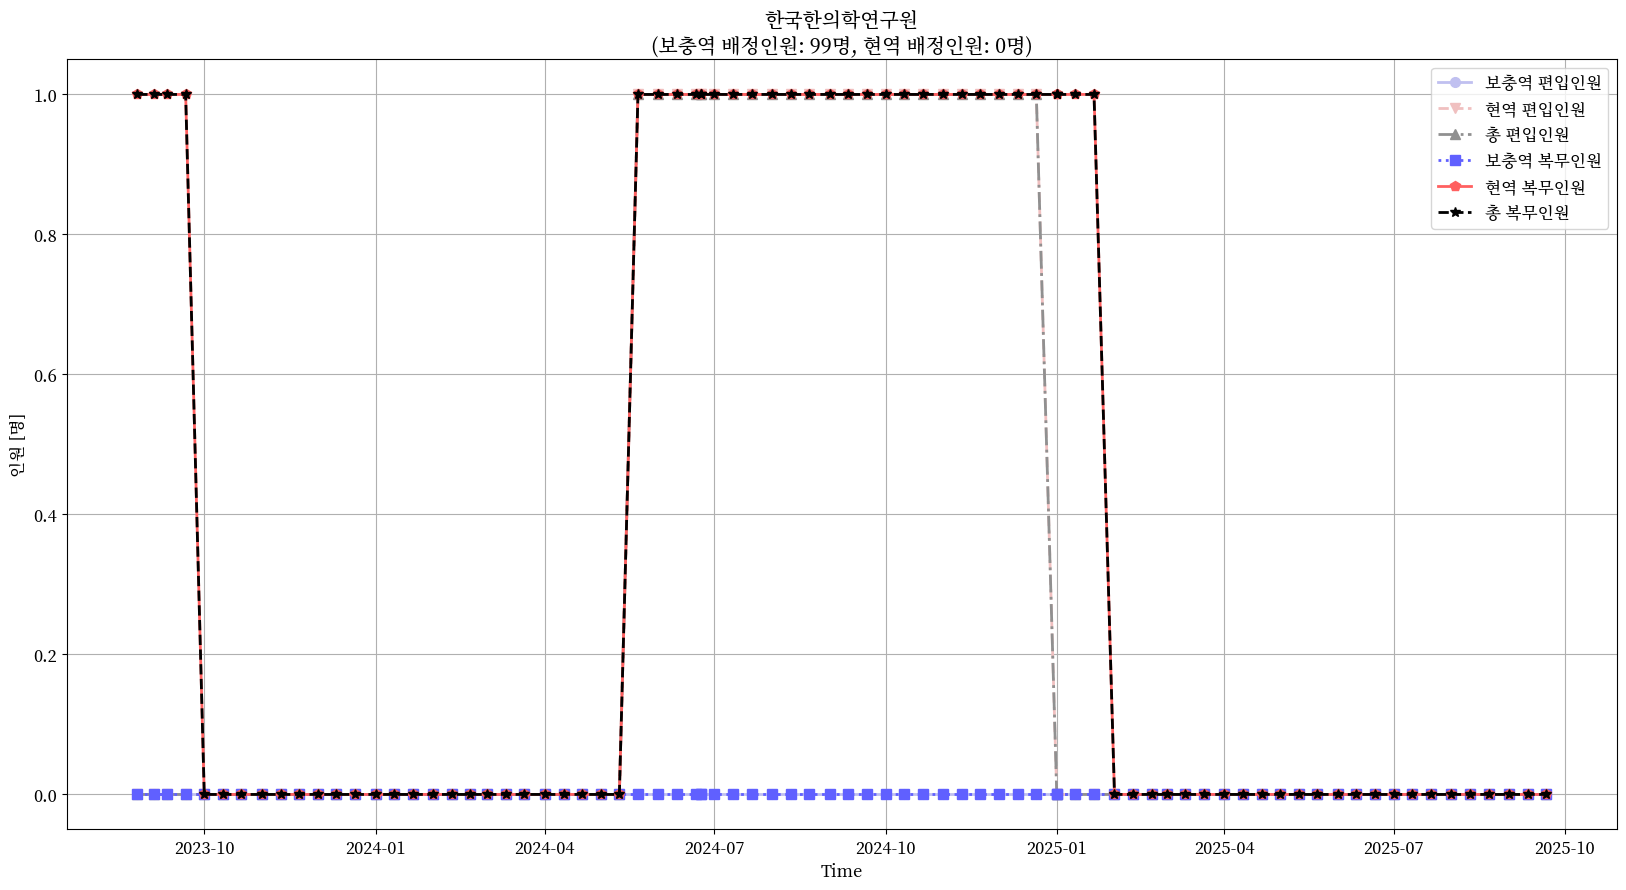 한국한의학연구원
(보충역 배정인원: 99명, 현역 배정인원: 0명)
보충역 편입인원
현역 편입인원
총 편입인원
보충역 복무인원
현역 복무인원
총 복무인원
인원 [명]
1.0
0.8
0.6
0.4
0.2
0.0
2023-10 2024-01 2024-04 2024-07 2024-10 2025-01 2025-04 2025-07 2025-10
Time